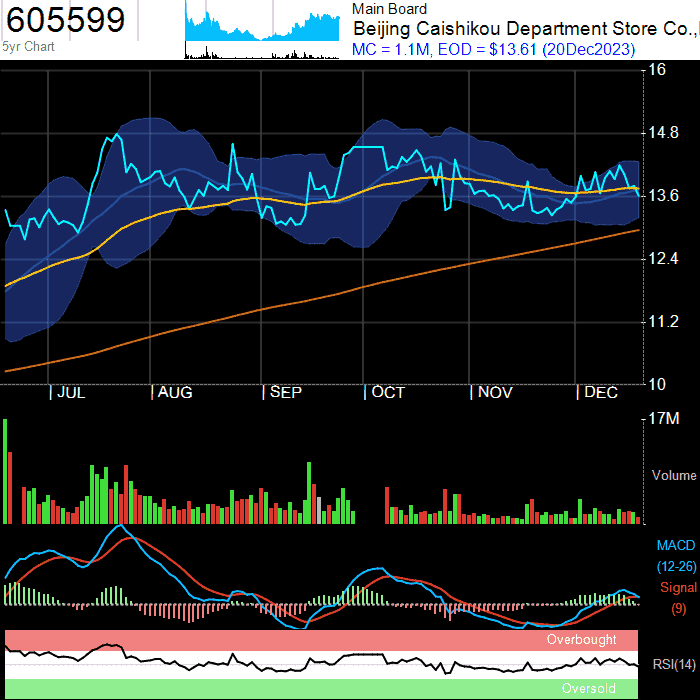 605599
5yr Chart
Main Board
Beijing Caishikou Department Store Co.,
MC = 1.1M, EOD = $13.61 (20Dec2023)
16
14.8
13.6
12.4
11.2
10
| JUL | AUG | SEP | OCT | NOV | DEC
17M
Volume
MACD
(12-26)
Signal
(9)
Overbought
RSI(14)
Oversold